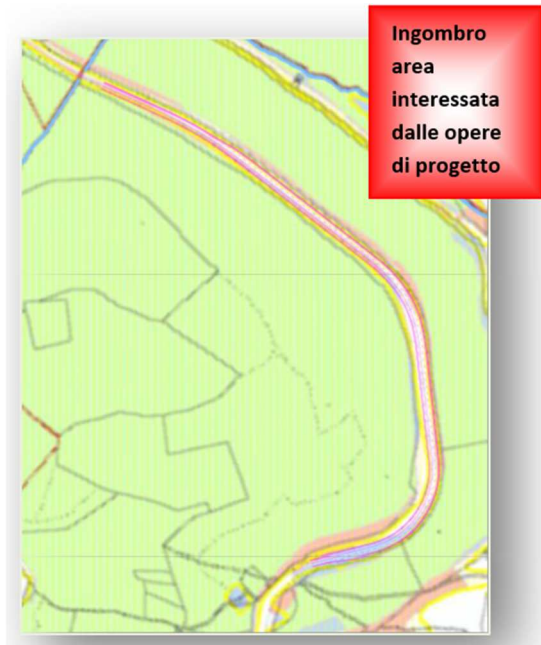 Ingombro
area
interessata
dalle opere
di progetto